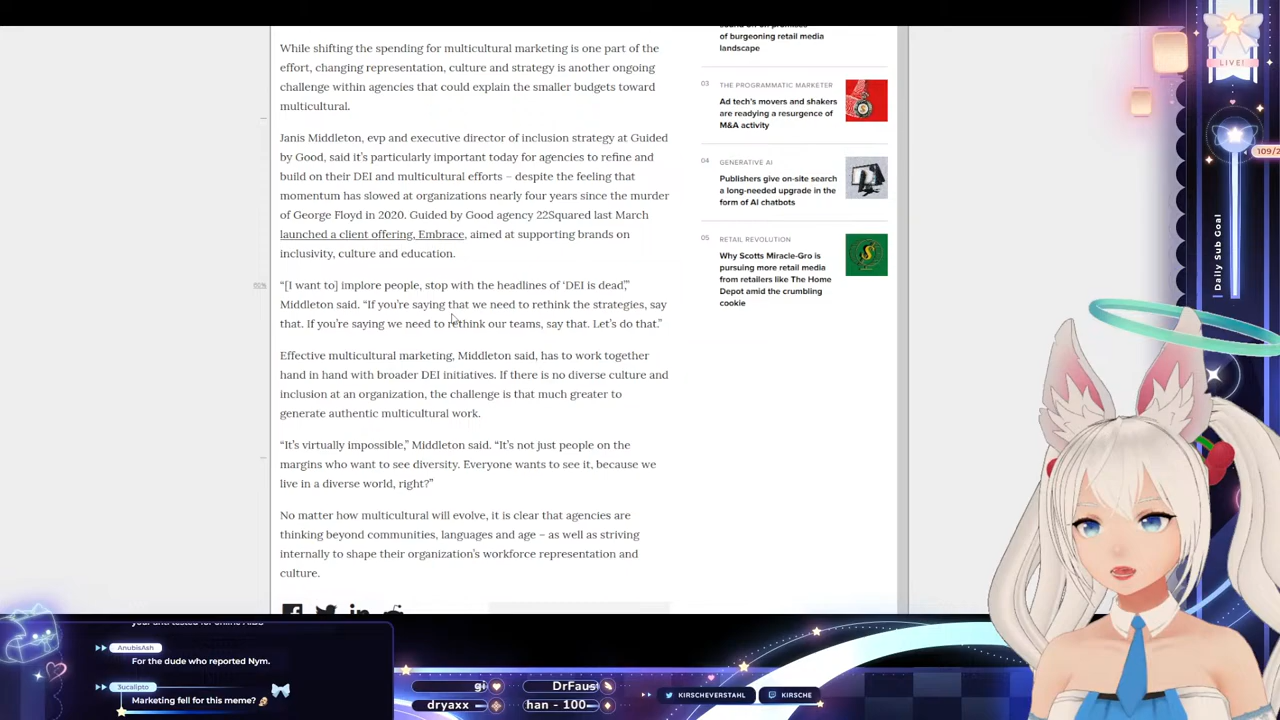 While shifting the spending for multicultural marketing is one part of the
effort, changing representation, culture and strategy is another ongoing
challenge within agencies that could explain the smaller budgets toward
multicultural.
Janis Middleton, evp and executive director of inclusion strategy at Guided
by Good, said it's particularly important today for agencies to refine and
build on their DEI and multicultural efforts – despite the feeling that
momentum has slowed at organizations nearly four years since the murder
of George Floyd in 2020. Guided by Good agency 22Squared last March
launched a client offering, Embrace, aimed at supporting brands on
inclusivity, culture and education.
60%
“[I want to] implore people, stop with the headlines of ‘DEI is dead,’”
Middleton said. “If you’re saying that we need to rethink the strategies, say
that. If you’re saying we need to rethink our teams, say that. Let’s do that.”
Effective multicultural marketing, Middleton said, has to work together
hand in hand with broader DEI initiatives. If there is no diverse culture and
inclusion at an organization, the challenge is that much greater to
generate authentic multicultural work.
“It’s virtually impossible,” Middleton said. “It’s not just people on the
margins who want to see diversity. Everyone wants to see it, because we
live in a diverse world, right?”
No matter how multicultural will evolve, it is clear that agencies are
thinking beyond communities, languages and age – as well as striving
internally to shape their organization’s workforce representation and
culture.
of burgeoning retail media
landscape
03 THE PROGRAMMATIC MARKETER
Ad tech's movers and shakers
are readying a resurgence of
M&A activity
04 GENERATIVE AI
Publishers give on-site search
a long-needed upgrade in the
form of AI chatbots
05 RETAIL REVOLUTION
Why Scotts Miracle-Gro is
pursuing more retail media
from retailers like The Home
Depot amid the crumbling
cookie
LIVE!
109/2
Daily Sub Goal
AnubisAsh
For the dude who reported Nym.
3ucalipto
Marketing fell for this meme?
gi
DrFaus
dryaxx
han - 100
KIRSCHEVERSTAHL
KIRSCHE